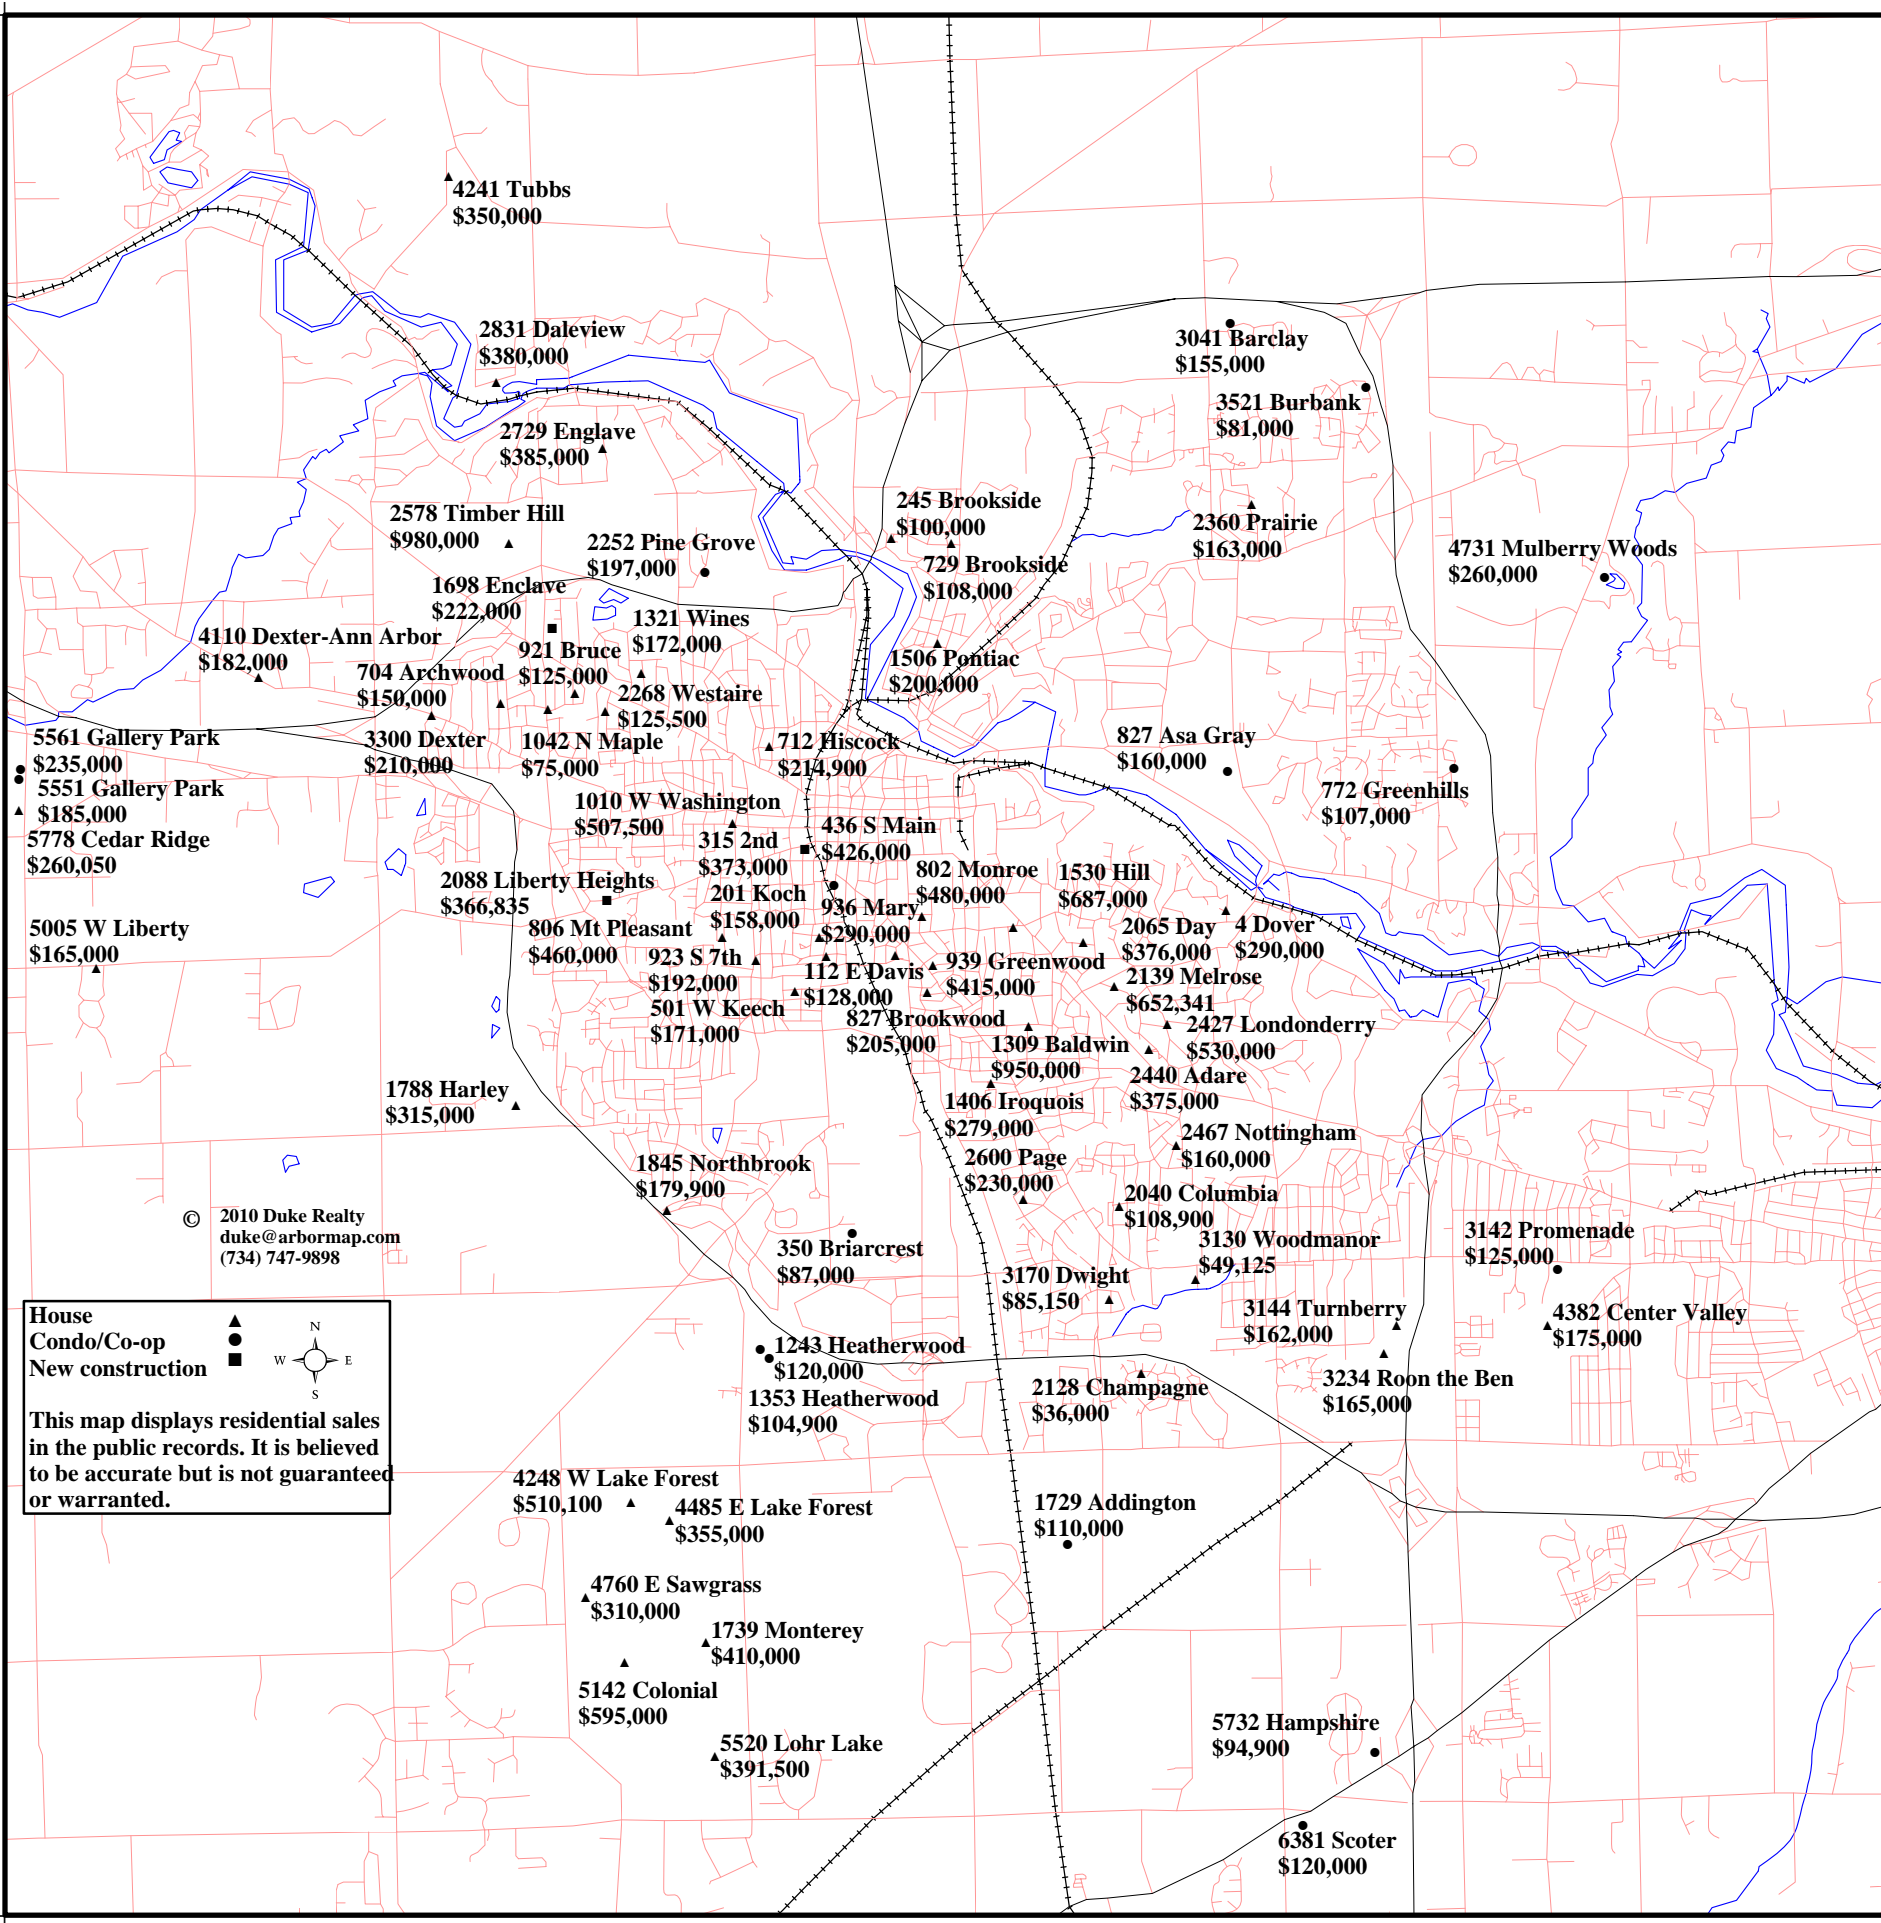 4241 Tubbs
$350,000
2831 Daleview
$380,000
3041 Barclay
$155,000
3521 Burbank
$81,000
2729 Englave
$385,000
245 Brookside
$100,000
2578 Timber Hill
$980,000
2360 Prairie
$163,000
2252 Pine Grove
$197,000
4731 Mulberry Woods
$260,000
729 Brookside
$108,000
1698 Enclave
$222,000
1321 Wines
$172,000
4110 Dexter-Ann Arbor
$182,000
921 Bruce
$125,000
1506 Pontiac
$200,000
704 Archwood
$150,000
2268 Westaire
$125,500
5561 Gallery Park
$235,000
3300 Dexter
$210,000
1042 N Maple
$75,000
712 Hiscock
$214,900
827 Asa Gray
$160,000
5551 Gallery Park
$185,000
772 Greenhills
$107,000
1010 W Washington
$507,500
5778 Cedar Ridge
$260,050
315 2nd
$373,000
436 S Main
$426,000
2088 Liberty Heights
$366,835
802 Monroe
$480,000
1530 Hill
$687,000
201 Koch
$158,000
936 Mary
$290,000
5005 W Liberty
$165,000
806 Mt Pleasant
$460,000
2065 Day
$376,000
4 Dover
$290,000
923 S 7th
$192,000
112 E Davis
$128,000
939 Greenwood
$415,000
2139 Melrose
$652,341
501 W Keech
$171,000
827 Brookwood
$205,000
2427 Londonderry
$530,000
1309 Baldwin
$950,000
1788 Harley
$315,000
2440 Adare
$375,000
1406 Iroquois
$279,000
2467 Nottingham
$160,000
1845 Northbrook
$179,900
2600 Page
$230,000
2040 Columbia
$108,900
© 2010 Duke Realty
duke@arbormap.com
(734) 747-9898
350 Briarcrest
$87,000
3130 Woodmanor
$49,125
3142 Promenade
$125,000
3170 Dwight
$85,150
3144 Turnberry
$162,000
4382 Center Valley
$175,000
House
Condo/Co-op
New construction
N
W E
S
This map displays residential sales
in the public records. It is believed
to be accurate but is not guaranteed
or warranted.
1243 Heatherwood
$120,000
1353 Heatherwood
$104,900
2128 Champagne
$36,000
3234 Roon the Ben
$165,000
4248 W Lake Forest
$510,100
4485 E Lake Forest
$355,000
1729 Addington
$110,000
4760 E Sawgrass
$310,000
1739 Monterey
$410,000
5142 Colonial
$595,000
5520 Lohr Lake
$391,500
5732 Hampshire
$94,900
6381 Scoter
$120,000